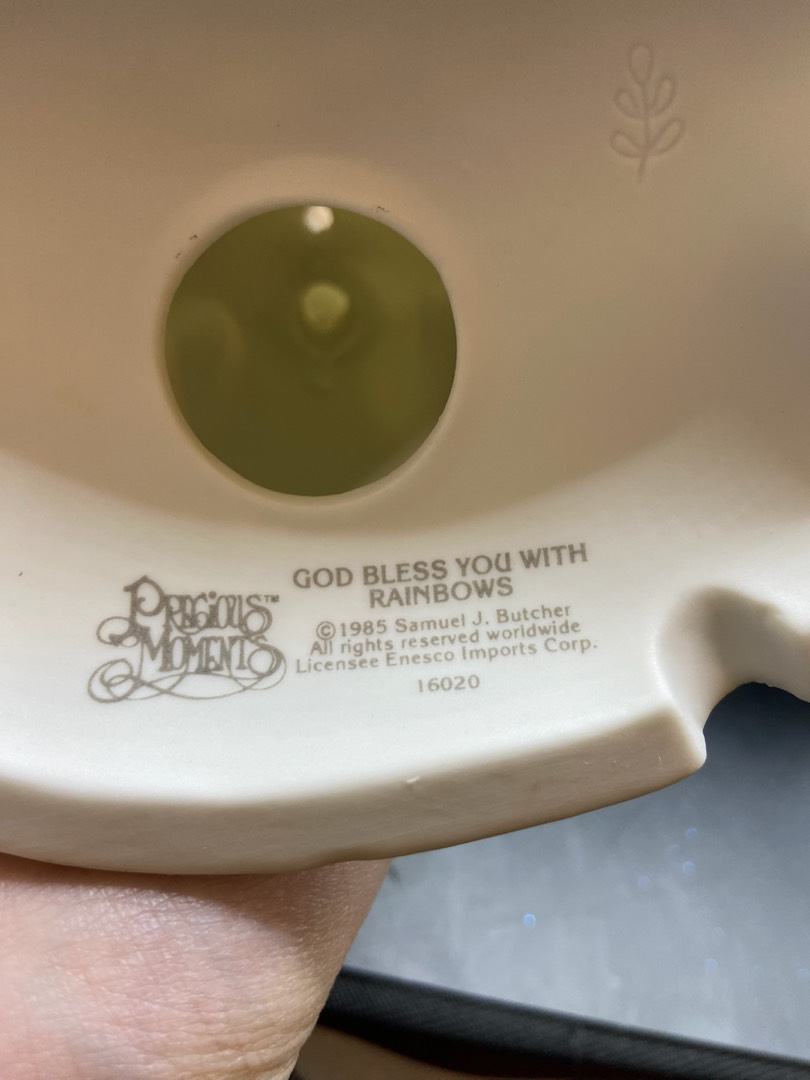 PRECIOUS™
MOMENTS
GOD BLESS YOU WITH
RAINBOWS
©1985 Samuel J. Butcher
All rights reserved worldwide
Licensee Enesco Imports Corp.
16020